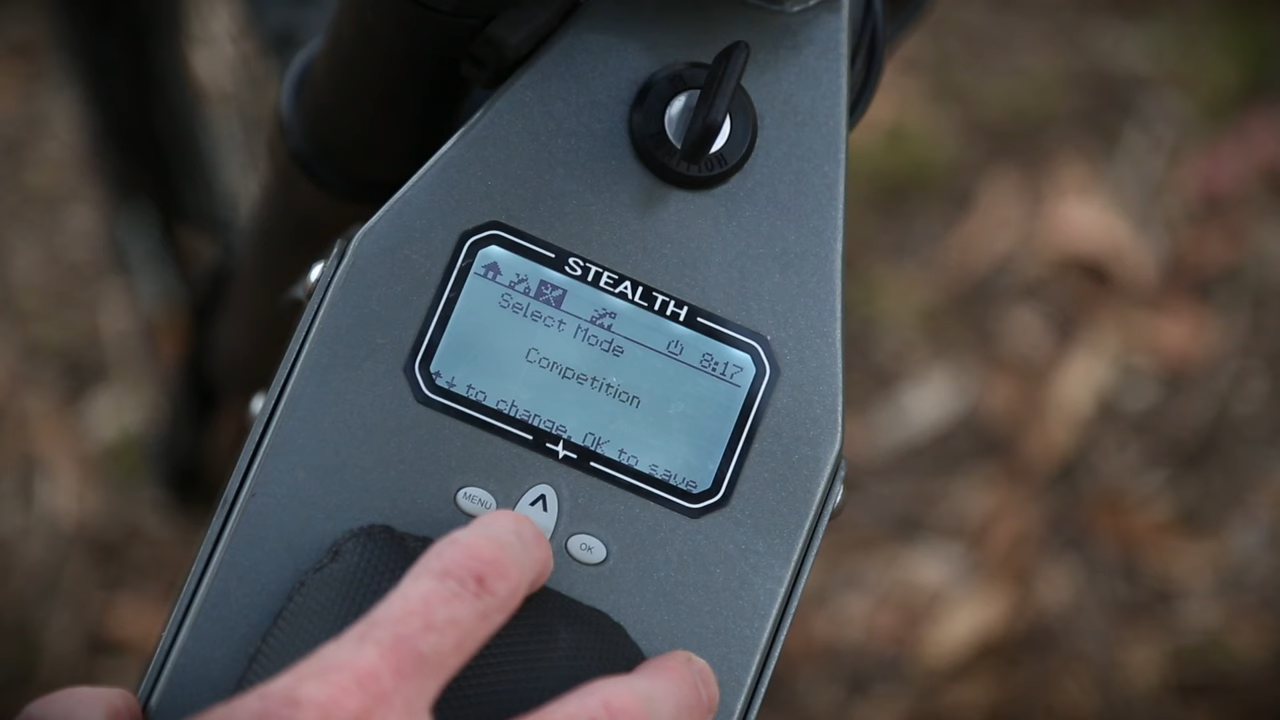 STEALTH
8:17
Select Mode
Competition
to change, OK to save
MENU
OK